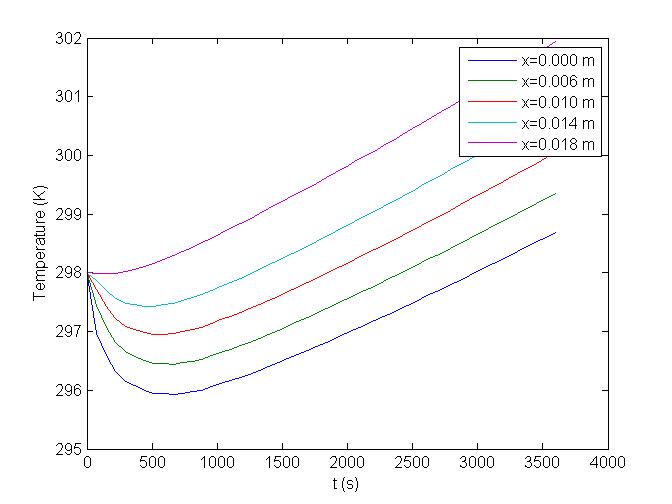 302
301
300
299
298
297
296
295
Temperature (K)
0
500
1000
1500
2000
2500
3000
3500
4000
t (s)
x=0.000 m
x=0.006 m
x=0.010 m
x=0.014 m
x=0.018 m